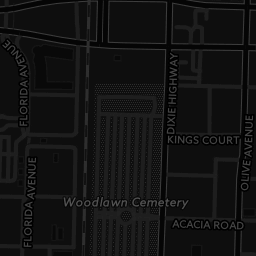 FLORIDA AVENUE
DIXIE HIGHWAY
KINGS COURT
OLIVE AVENUE
FLORIDA AVENUE
Woodlawn Cemetery
ACACIA ROAD